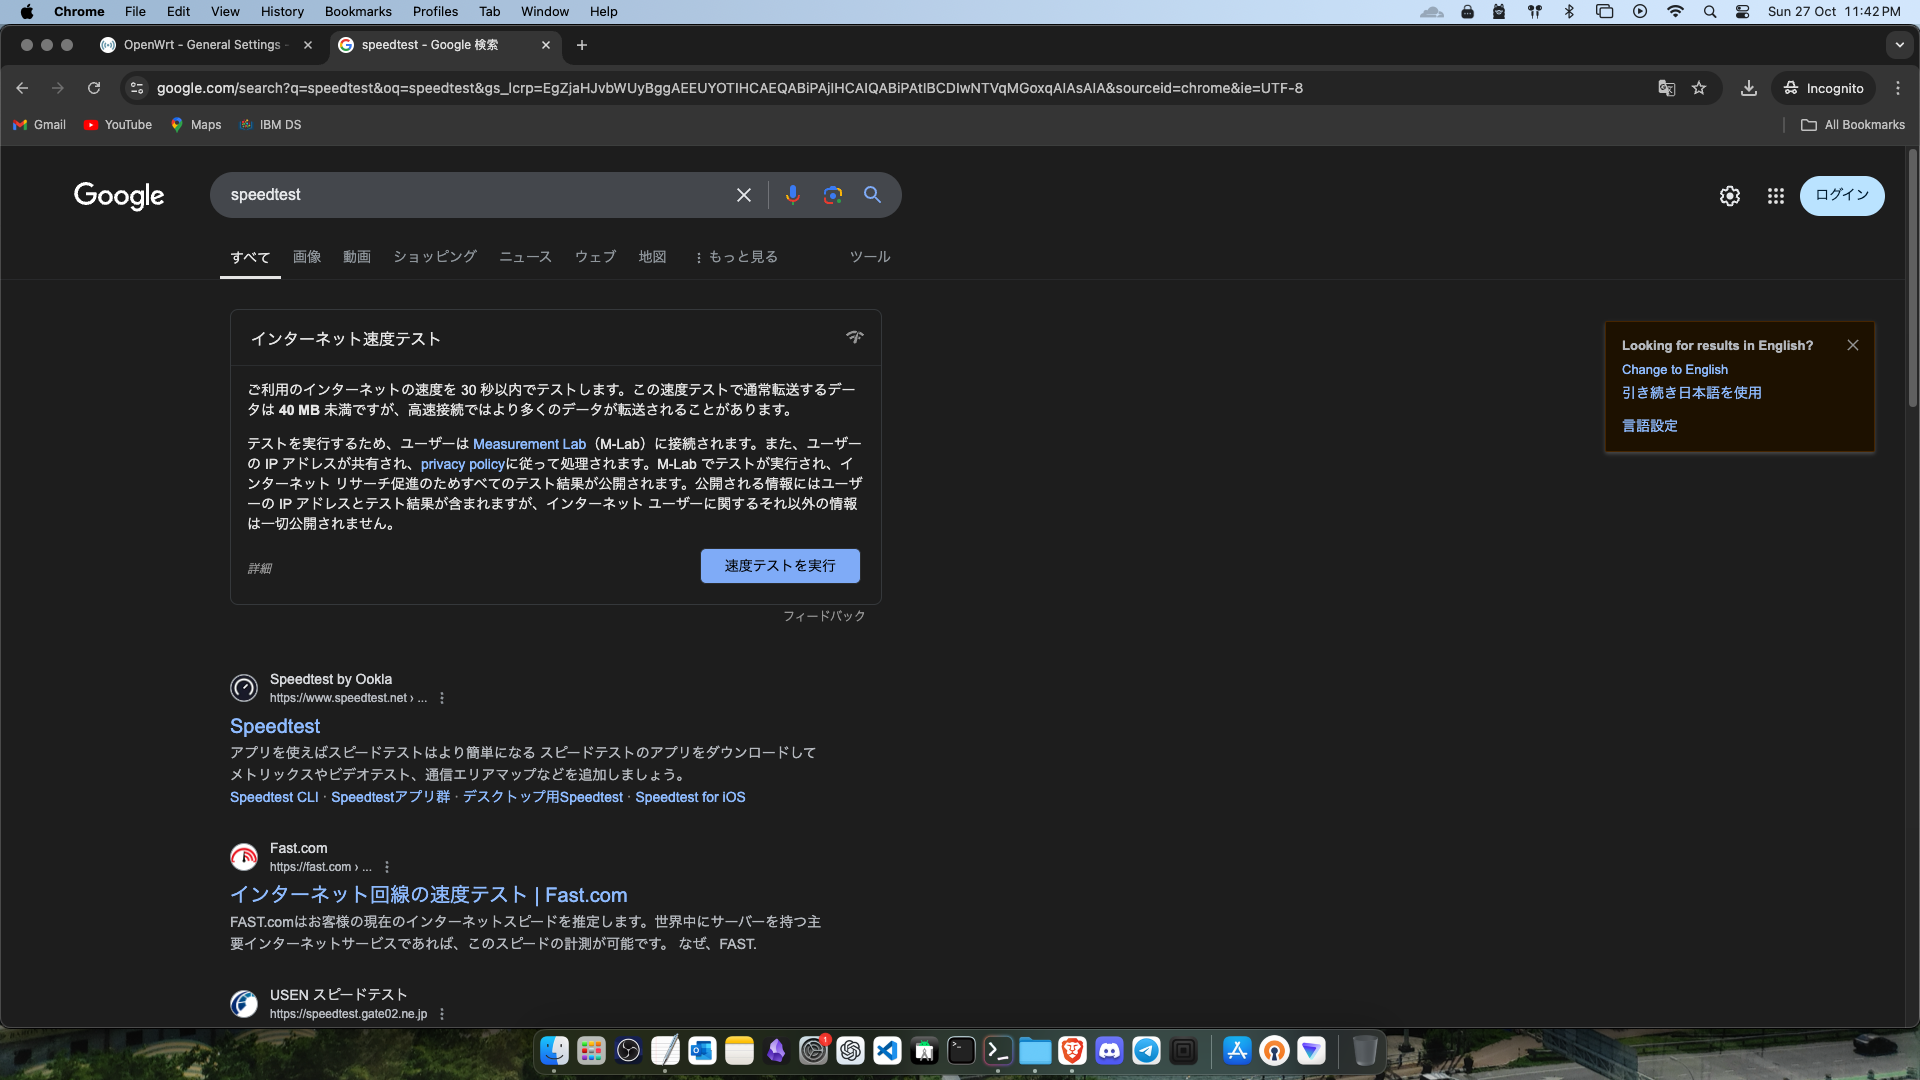 Chrome File Edit View History Bookmarks Profiles Tab Window Help Sun 27 Oct 11:42 PM
OpenWrt - General Settings - speedtest - Google 検索
google.com/search?q=speedtest&oq=speedtest&gs_lcrp=EgZjaHJvbWUyBggAEEUYOTIHCAEQABiPAjIHCAIQABiPAtIBCDIwNTVqMGoxqAIAsAIA&sourceid=chrome&ie=UTF-8 Incognito
Gmail YouTube Maps IBM DS All Bookmarks
Google speedtest ログイン
すべて 画像 動画 ショッピング ニュース ウェブ 地図 もっと見る ツール
インターネット速度テスト
ご利用のインターネットの速度を 30 秒以内でテストします。この速度テストで通常転送するデー
タは 40 MB 未満ですが、高速接続ではより多くのデータが転送されることがあります。
テストを実行するため、ユーザーは Measurement Lab（M-Lab）に接続されます。また、ユーザー
の IP アドレスが共有され、privacy policyに従って処理されます。M-Lab でテストが実行され、イ
ンターネット リサーチ促進のためすべてのテスト結果が公開されます。公開される情報にはユーザ
ーの IP アドレスとテスト結果が含まれますが、インターネット ユーザーに関するそれ以外の情報
は一切公開されません。
詳細 速度テストを実行
フィードバック
Looking for results in English?
Change to English
引き続き日本語を使用
言語設定
Speedtest by Ookla
https://www.speedtest.net › ...
Speedtest
アプリを使えばスピードテストはより簡単になる スピードテストのアプリをダウンロードして
メトリックスやビデオテスト、通信エリアマップなどを追加しましょう。
Speedtest CLI · Speedtestアプリ群 · デスクトップ用Speedtest · Speedtest for iOS
Fast.com
https://fast.com › ...
インターネット回線の速度テスト | Fast.com
FAST.comはお客様の現在のインターネットスピードを推定します。世界中にサーバーを持つ主
要インターネットサービスであれば、このスピードの計測が可能です。 なぜ、FAST.
USEN スピードテスト
https://speedtest.gate02.ne.jp
1